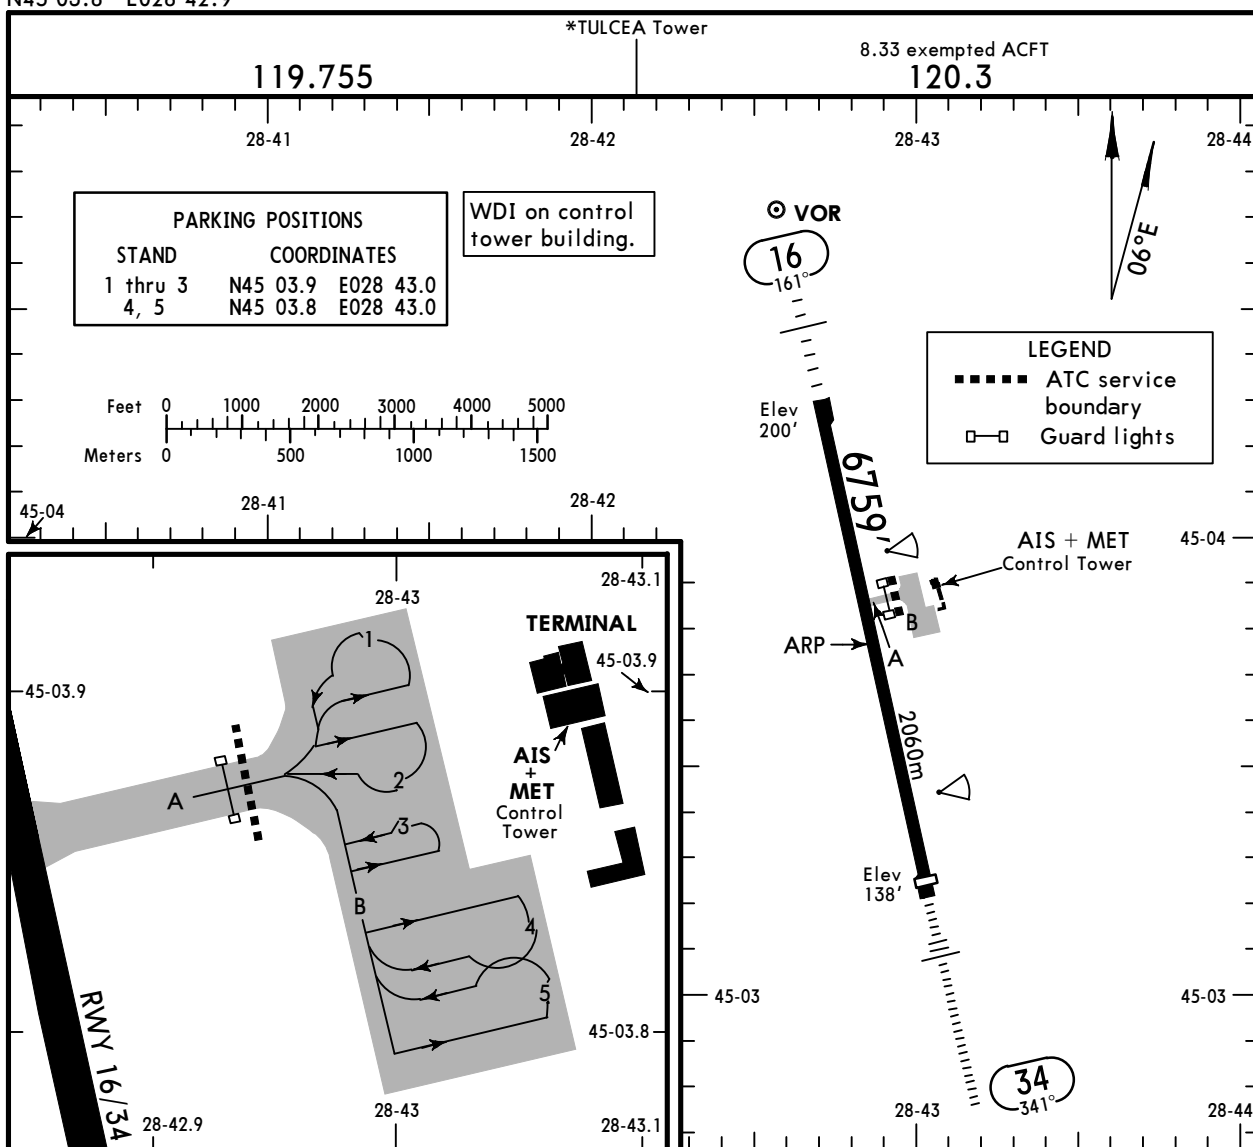 N45 03.8 E028 42.9
*TULCEA Tower
119.755
8.33 exempted ACFT
120.3
28-41
28-42
28-43
28-44
PARKING POSITIONS
STAND COORDINATES
1 thru 3 N45 03.9 E028 43.0
4, 5 N45 03.8 E028 43.0
WDI on control
tower building.
VOR
16
161°
06°E
LEGEND
ATC service
boundary
Guard lights
Feet 0 1000 2000 3000 4000 5000
Meters 0 500 1000 1500
Elev
200'
6759'
45-04
28-41
28-42
45-04
AIS + MET
Control Tower
B
A
ARP
2060m
Elev
138'
45-03
45-03
34
341°
28-43
28-44
28-43
28-43.1
TERMINAL
45-03.9
45-03.9
1
2
3
4
5
A
B
AIS
+
MET
Control
Tower
45-03.8
RWY 16/34
28-42.9
28-43
28-43.1